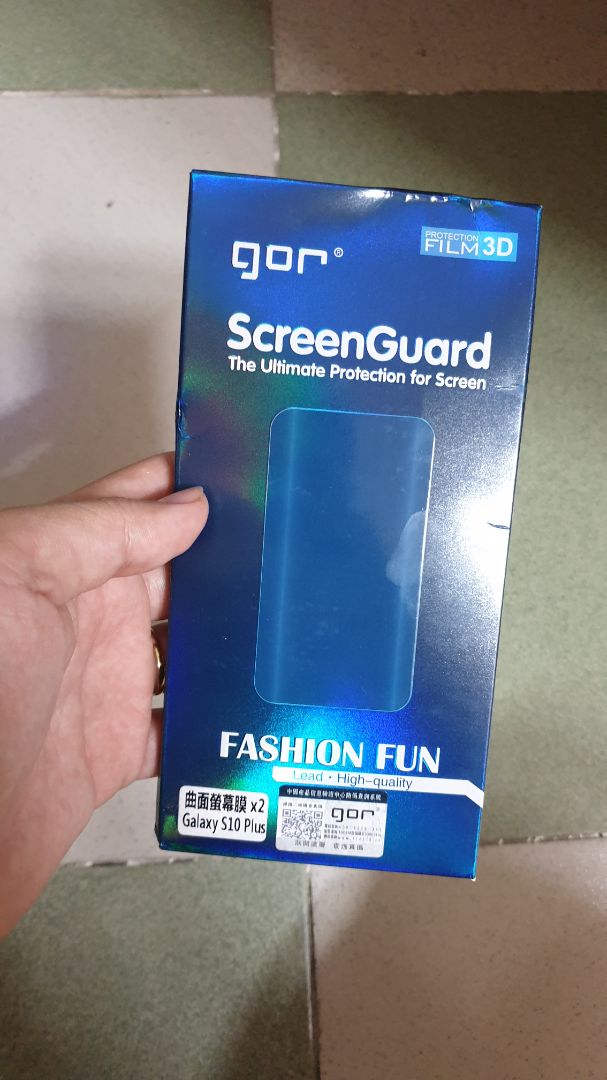 gor®
PROTECTION
FILM 3D
ScreenGuard
The Ultimate Protection for Screen
FASHION FUN
Lead · High-quality
曲面螢幕膜 x2
Galaxy S10 Plus
gor